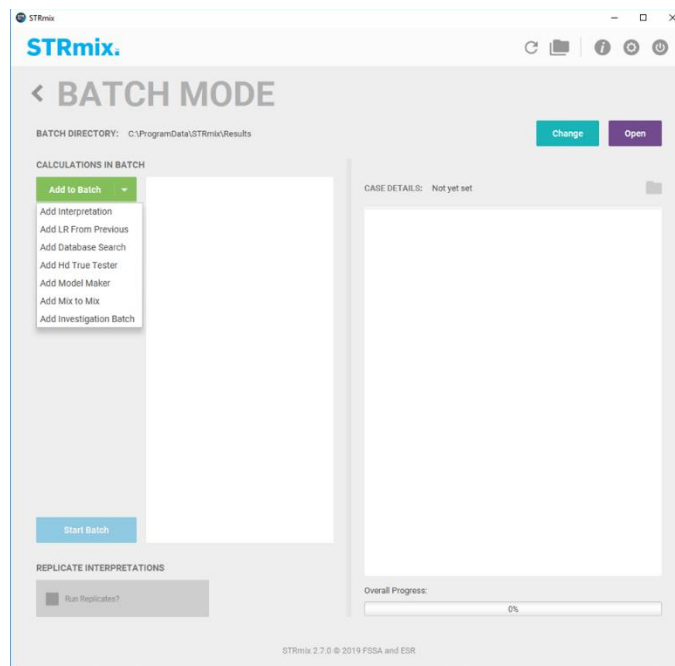 STRmix
STRmix
BATCH MODE
BATCH DIRECTORY: C:\ProgramData\STRmix\Results
Change
Open
CALCULATIONS IN BATCH
Add to Batch
Add Interpretation
Add LR From Previous
Add Database Search
Add Hd True Tester
Add Model Maker
Add Mix to Mix
Add Investigation Batch
Start Batch
REPLICATE INTERPRETATIONS
Run Replicates?
CASE DETAILS: Not yet set
Overall Progress:
0%
STRmix 2.7.0 © 2019 FSSA and ESR